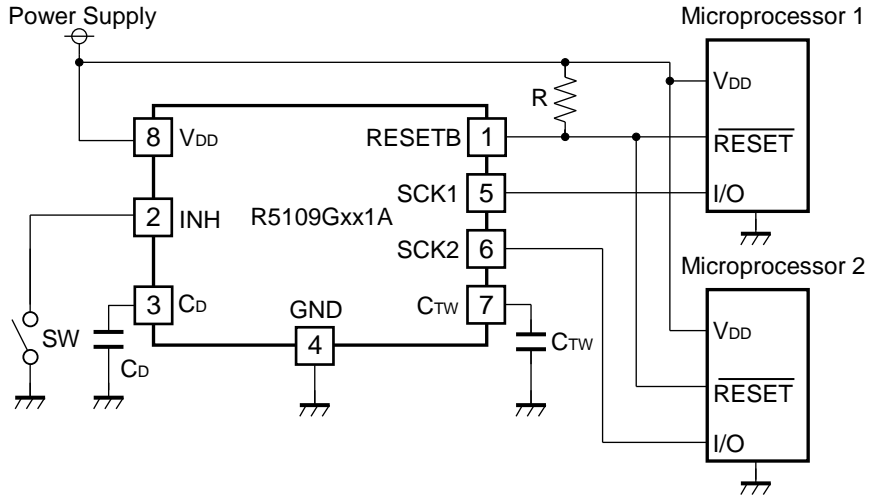 Power Supply
Microprocessor 1
VDD
R
RESET
I/O
8
VDD
RESETB
1
2
INH
R5109Gxx1A
SCK1
5
SCK2
6
3
CD
GND
4
CTW
7
SW
CD
CTW
Microprocessor 2
VDD
RESET
I/O